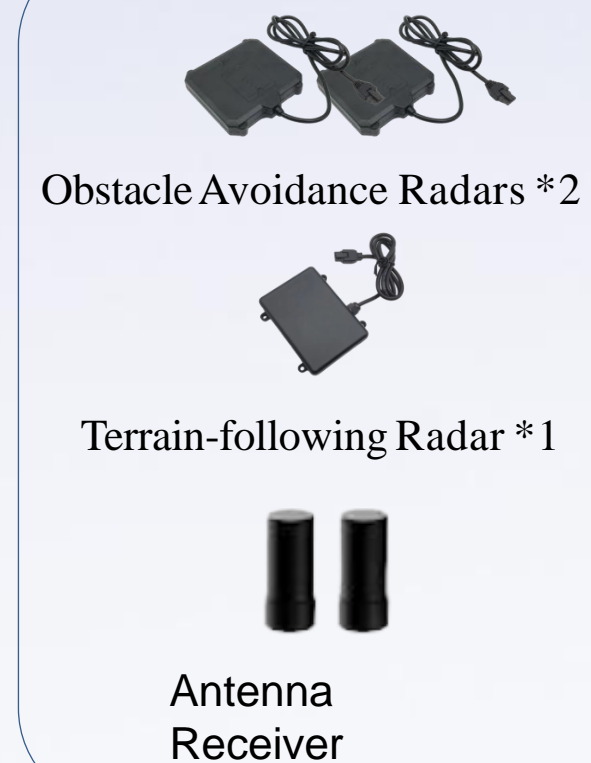 Obstacle Avoidance Radars *2
Terrain-following Radar *1
Antenna
Receiver